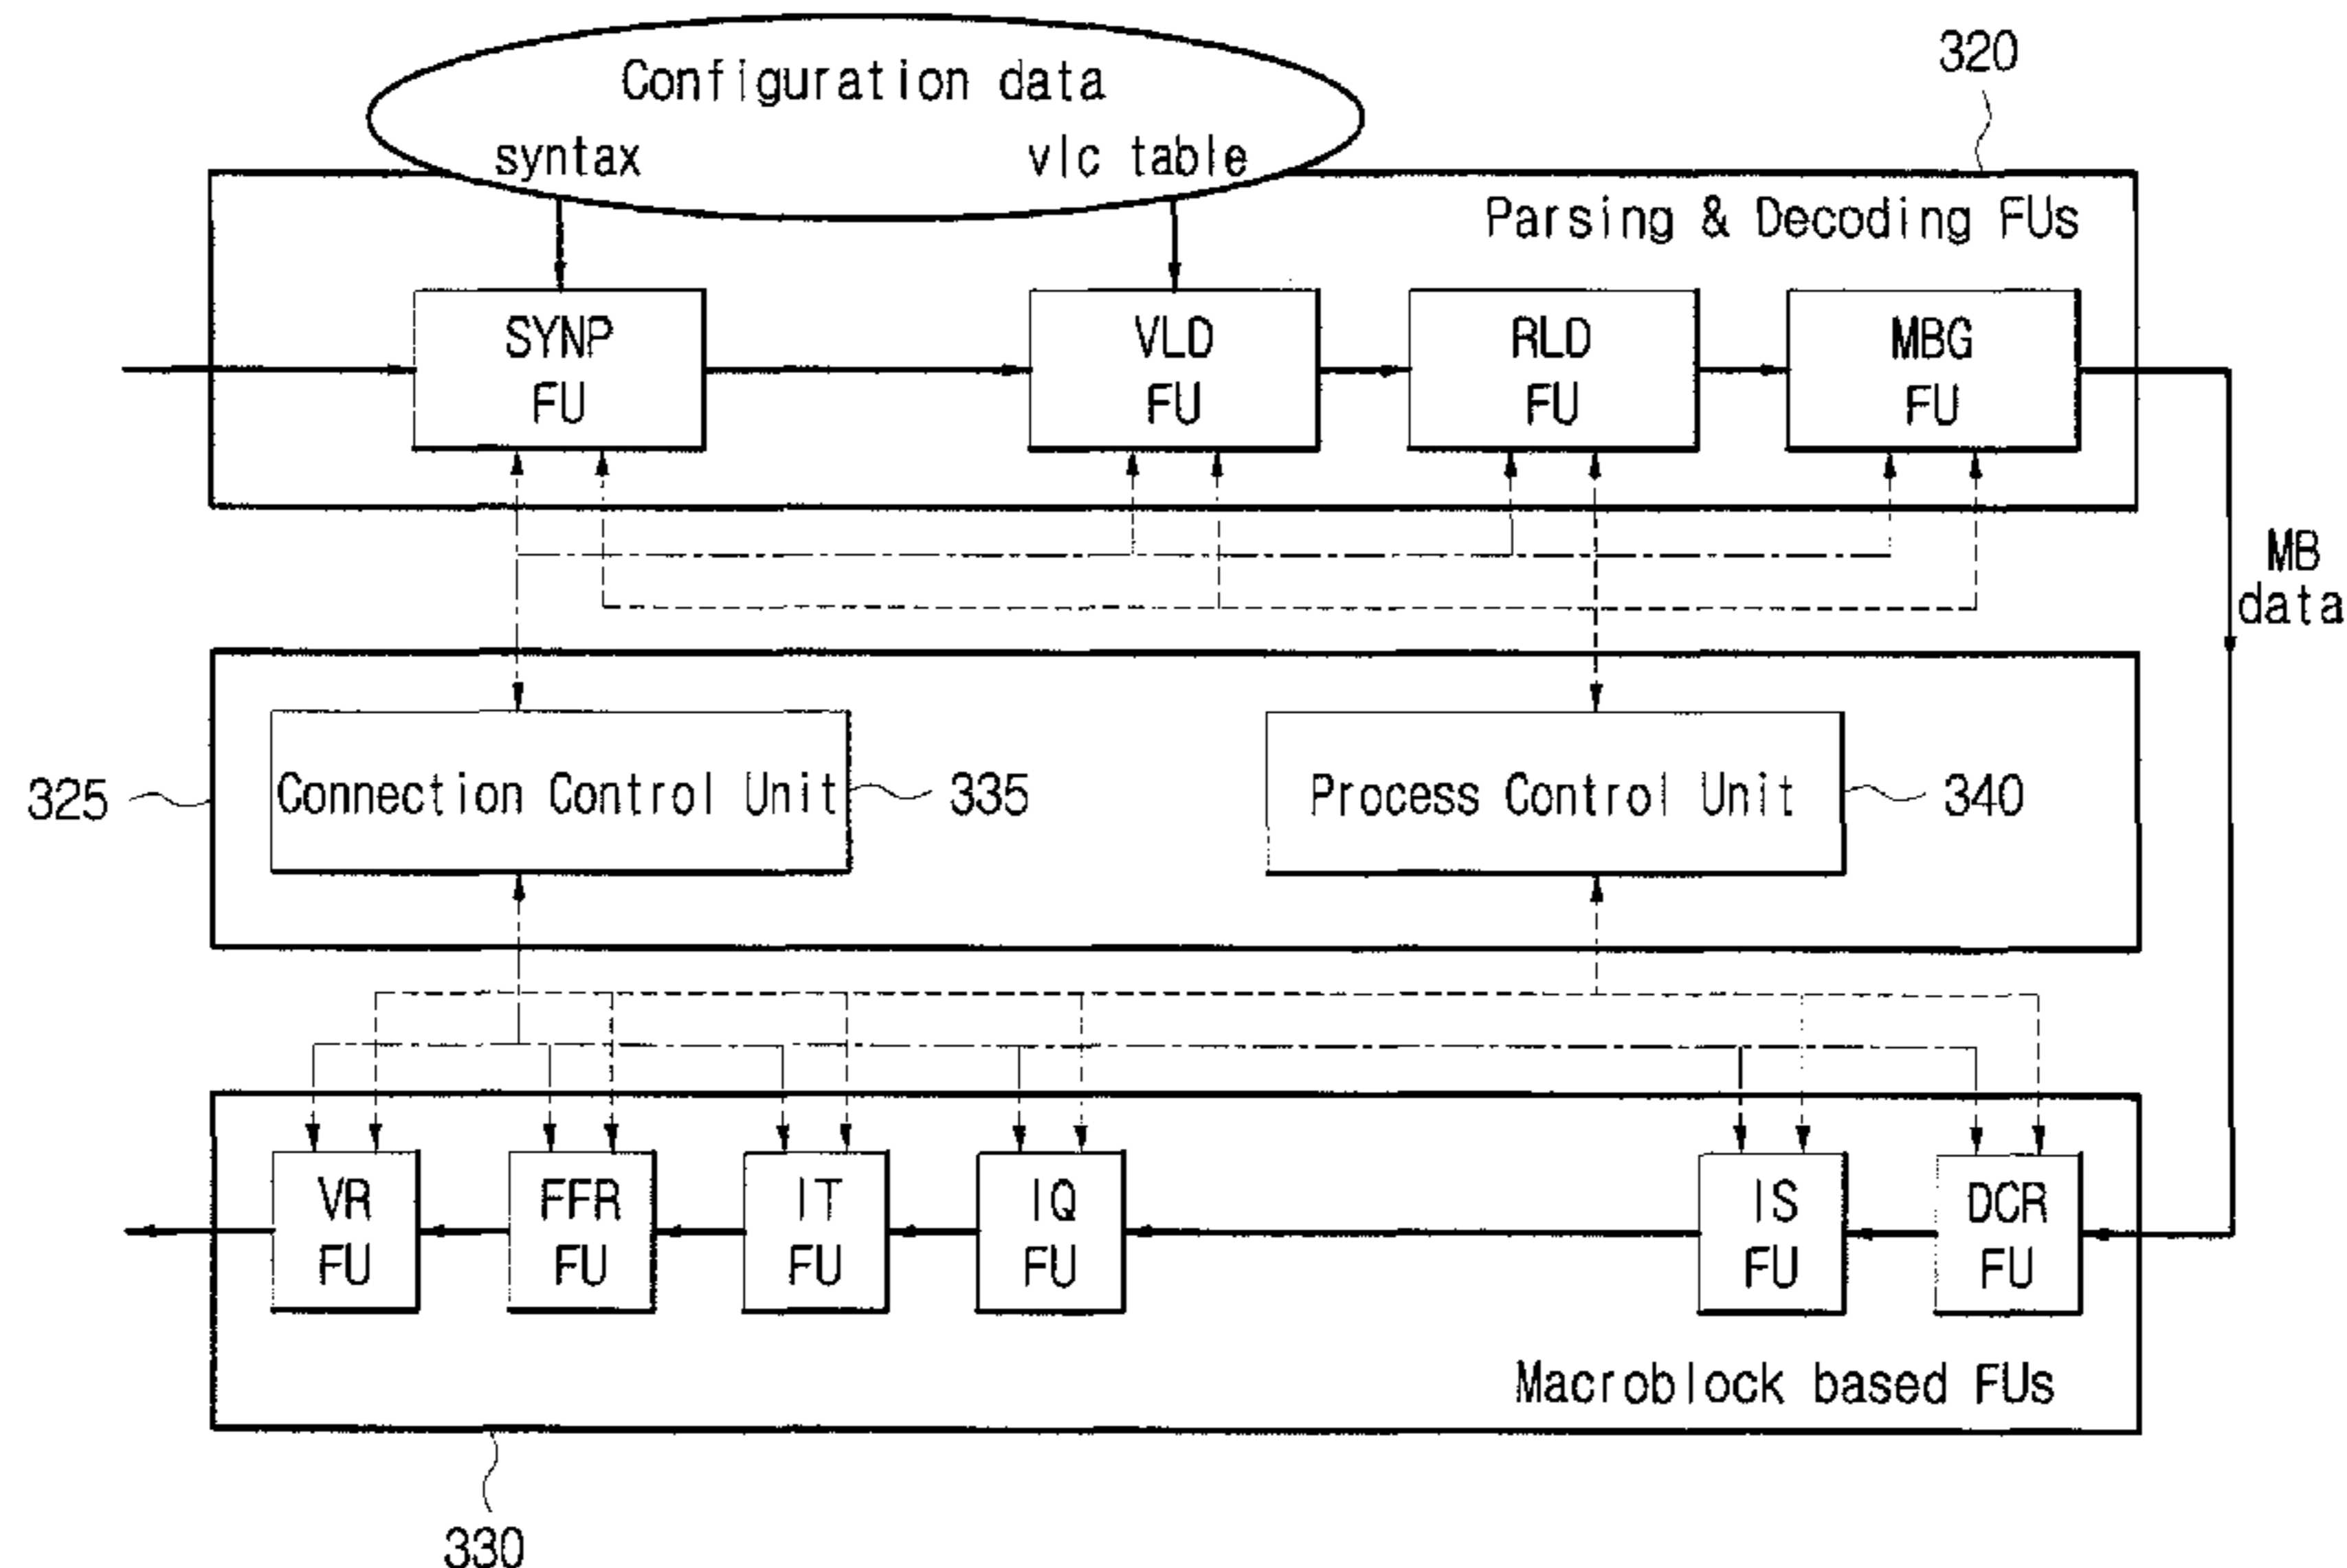 320
Configuration data
syntax vlc table
Parsing & Decoding FUs
SYNP
FU
VLD
FU
RLD
FU
MBG
FU
MB
data
325
Connection Control Unit
335
Process Control Unit
340
VR
FU
FFR
FU
IT
FU
IQ
FU
IS
FU
DCR
FU
Macroblock based FUs
330